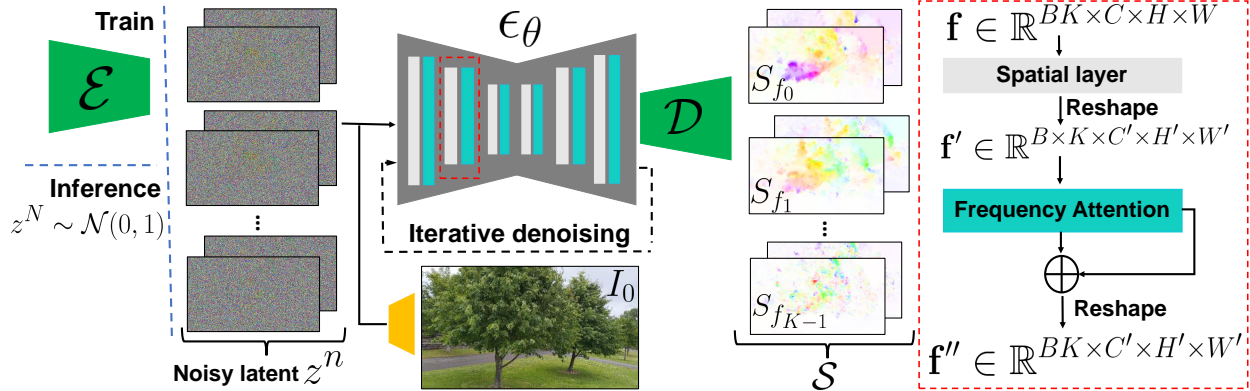 Train
ℰ
Inference
z^N ∼ 𝒩(0, 1)
⋮
Noisy latent z^n
ϵ_θ
Iterative denoising
I_0
𝒟
S_{f_0}
S_{f_1}
⋮
S_{f_{K−1}}
𝒮
f ∈ ℝ^{BK×C×H×W}
Spatial layer
Reshape
f′ ∈ ℝ^{B×K×C′×H′×W′}
Frequency Attention
Reshape
f″ ∈ ℝ^{BK×C′×H′×W′}